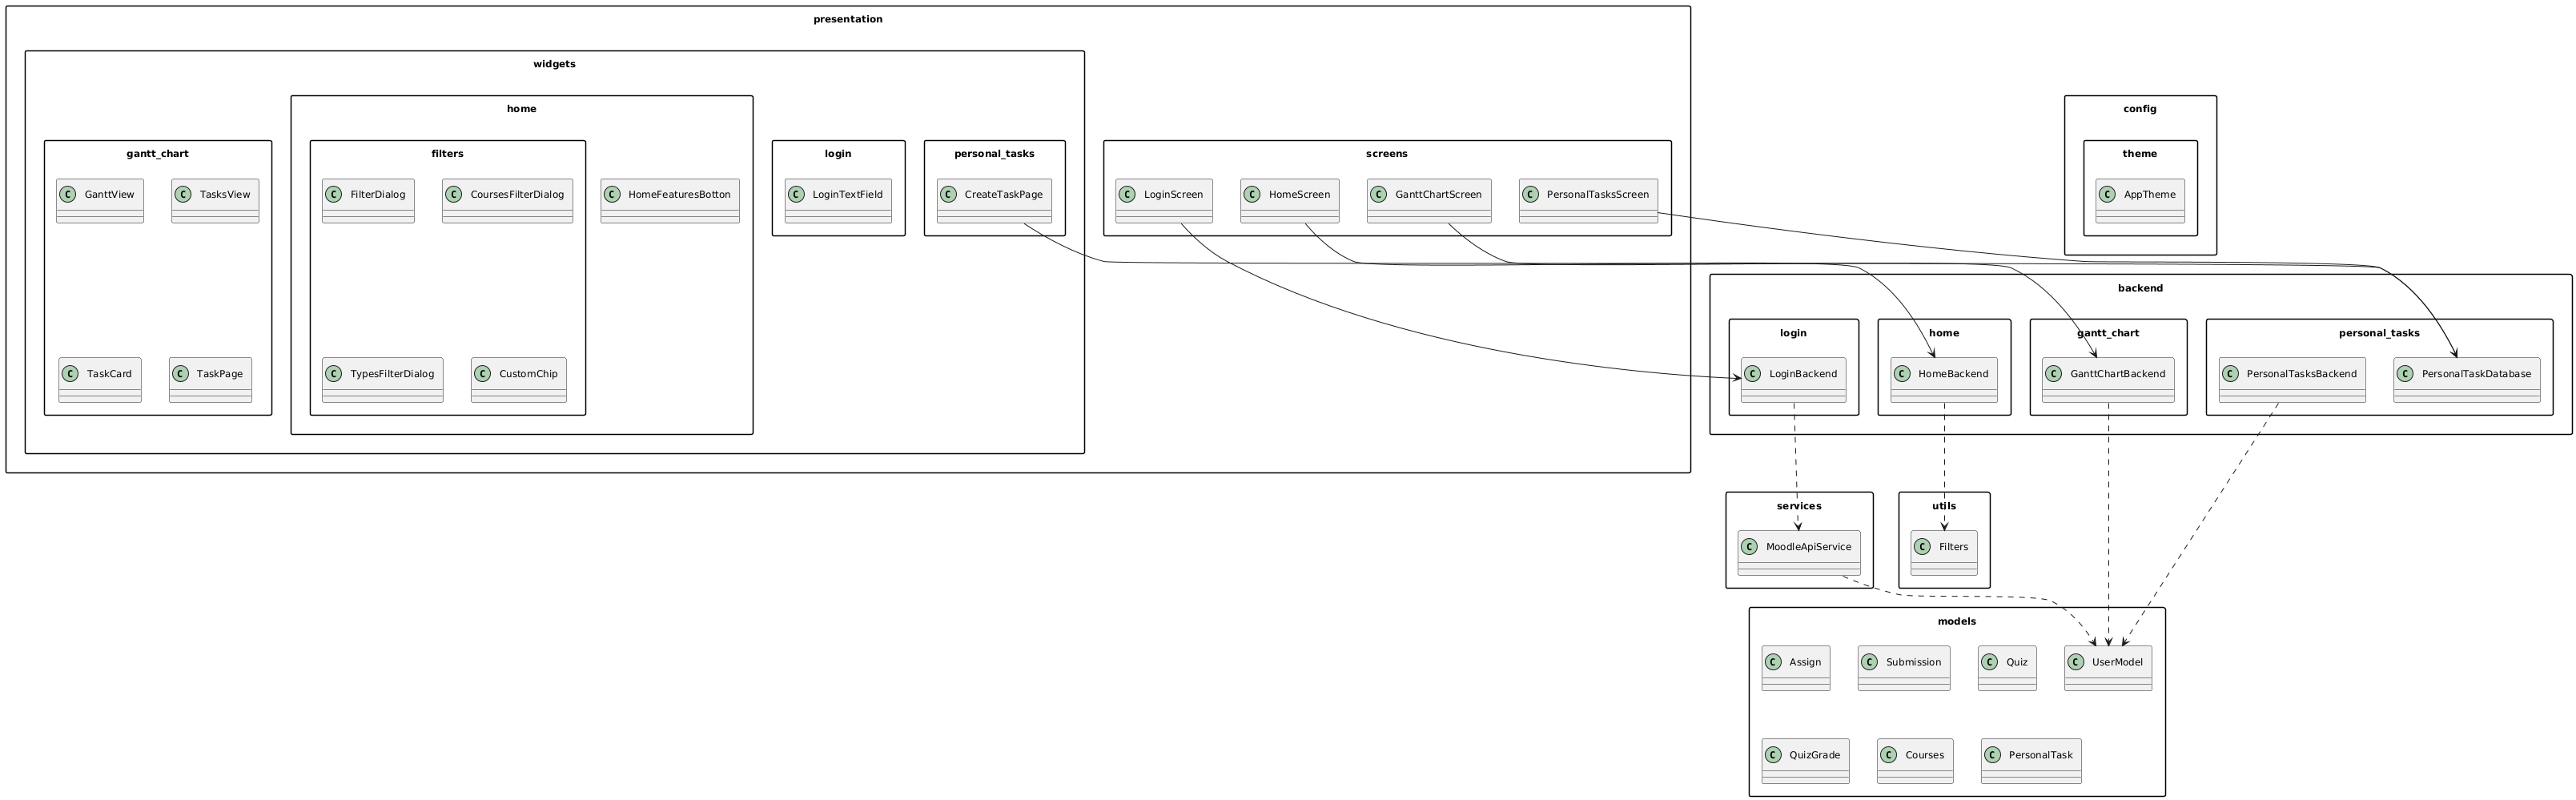 presentation
widgets
home
gantt_chart
filters
login
personal_tasks
screens
config
theme
C GanttView
C TasksView
C FilterDialog
C CoursesFilterDialog
C HomeFeaturesBotton
C LoginTextField
C CreateTaskPage
C LoginScreen
C HomeScreen
C GanttChartScreen
C PersonalTasksScreen
C AppTheme
backend
login
home
gantt_chart
personal_tasks
C TaskCard
C TaskPage
C TypesFilterDialog
C CustomChip
C LoginBackend
C HomeBackend
C GanttChartBackend
C PersonalTasksBackend
C PersonalTaskDatabase
services
utils
C MoodleApiService
C Filters
models
C Assign
C Submission
C Quiz
C UserModel
C QuizGrade
C Courses
C PersonalTask